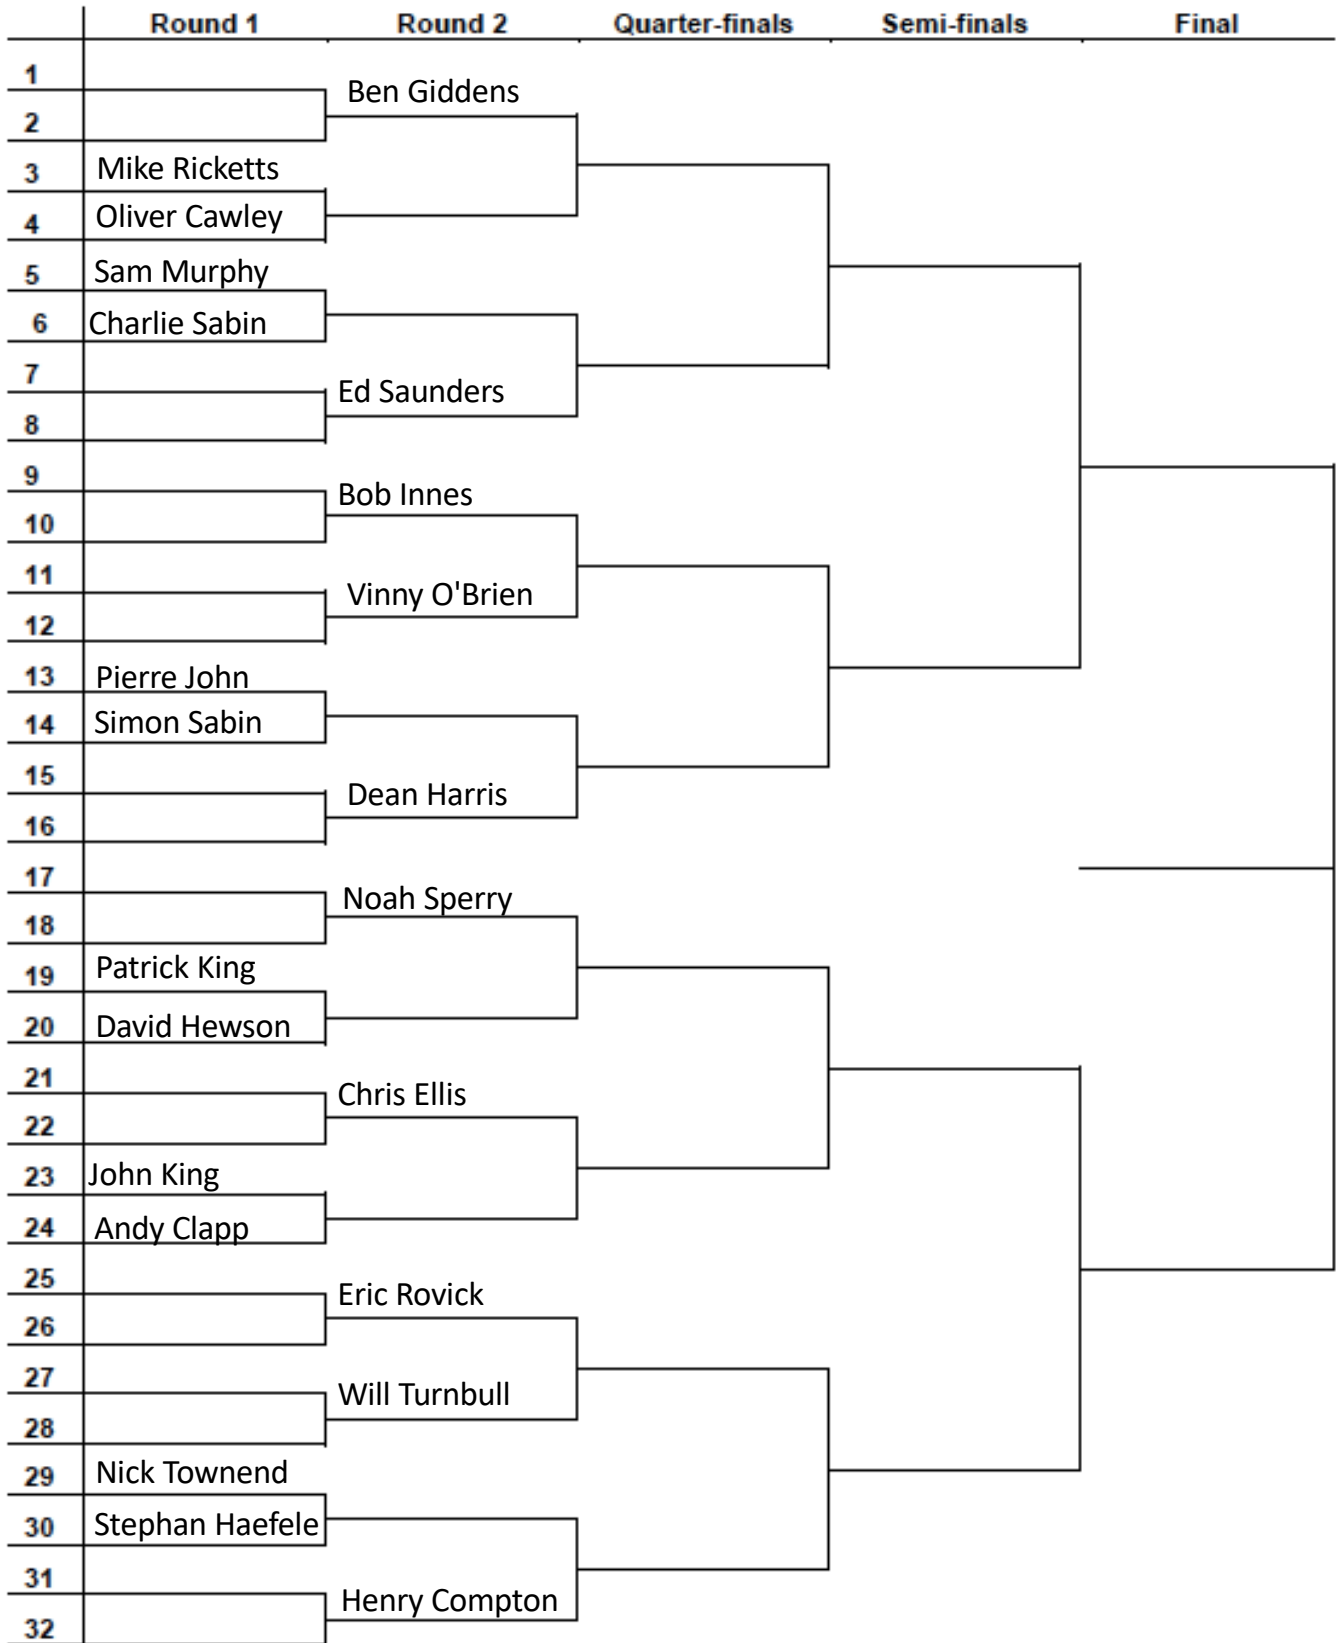 Round 1 Round 2 Quarter-finals Semi-finals Final
1
Ben Giddens
2
3 Mike Ricketts
4 Oliver Cawley
5 Sam Murphy
6 Charlie Sabin
7
Ed Saunders
8
9
Bob Innes
10
11
Vinny O'Brien
12
13 Pierre John
14 Simon Sabin
15
Dean Harris
16
17
Noah Sperry
18
19 Patrick King
20 David Hewson
21
Chris Ellis
22
23 John King
24 Andy Clapp
25
Eric Rovick
26
27
Will Turnbull
28
29 Nick Townend
30 Stephan Haefele
31
Henry Compton
32